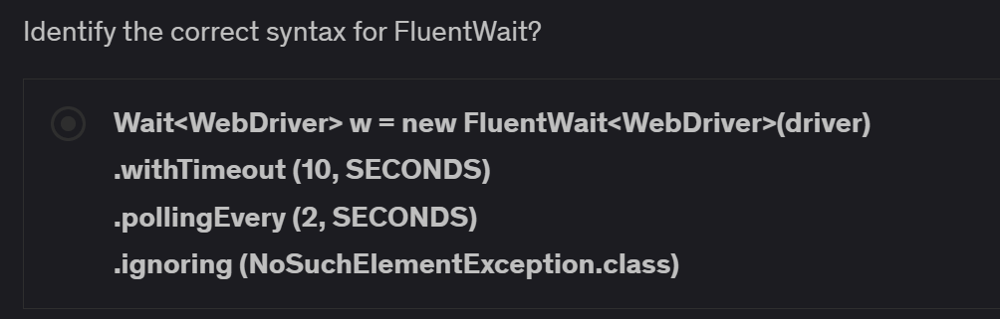 Identify the correct syntax for FluentWait?
Wait<WebDriver> w = new FluentWait<WebDriver>(driver)
.withTimeout (10, SECONDS)
.pollingEvery (2, SECONDS)
.ignoring (NoSuchElementException.class)